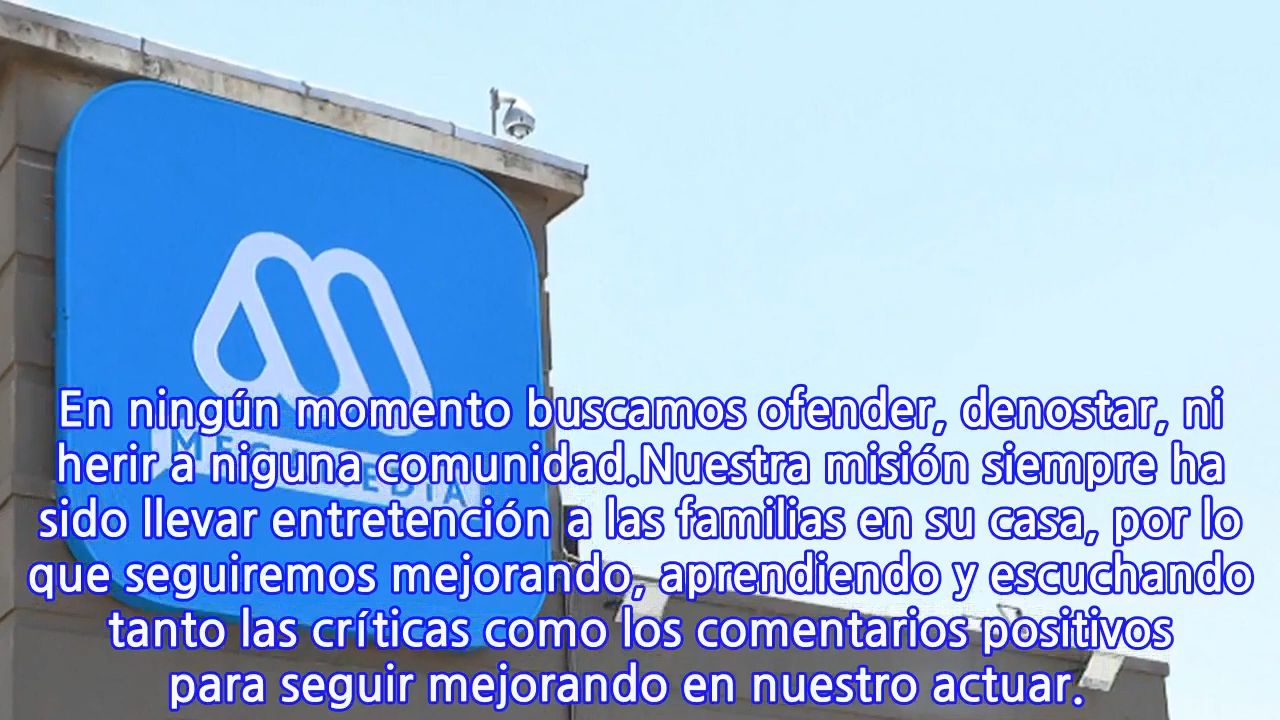 MEGAMEDIA
En ningún momento buscamos ofender, denostar, ni
herir a niguna comunidad.Nuestra misión siempre ha
sido llevar entretención a las familias en su casa, por lo
que seguiremos mejorando, aprendiendo y escuchando
tanto las críticas como los comentarios positivos
para seguir mejorando en nuestro actuar.